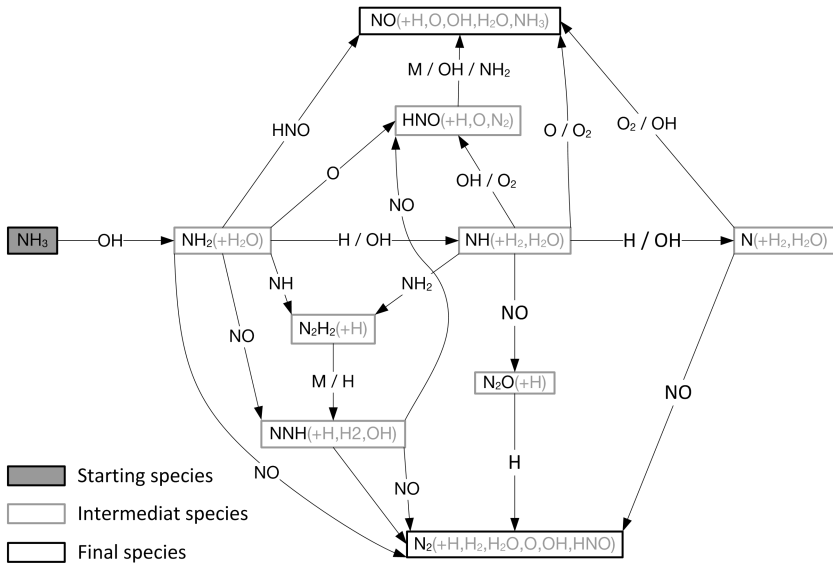 NO(+H,O,OH,H₂O,NH₃)
M / OH / NH₂
HNO
HNO(+H,O,N₂)
O / O₂
O₂ / OH
O
OH / O₂
NO
NH₃
OH
NH₂(+H₂O)
H / OH
NH(+H₂,H₂O)
H / OH
N(+H₂,H₂O)
NH
NH₂
NO
N₂H₂(+H)
NO
M / H
N₂O(+H)
NO
NNH(+H,H2,OH)
NO
NO
H
Starting species
Intermediat species
Final species
N₂(+H,H₂,H₂O,O,OH,HNO)